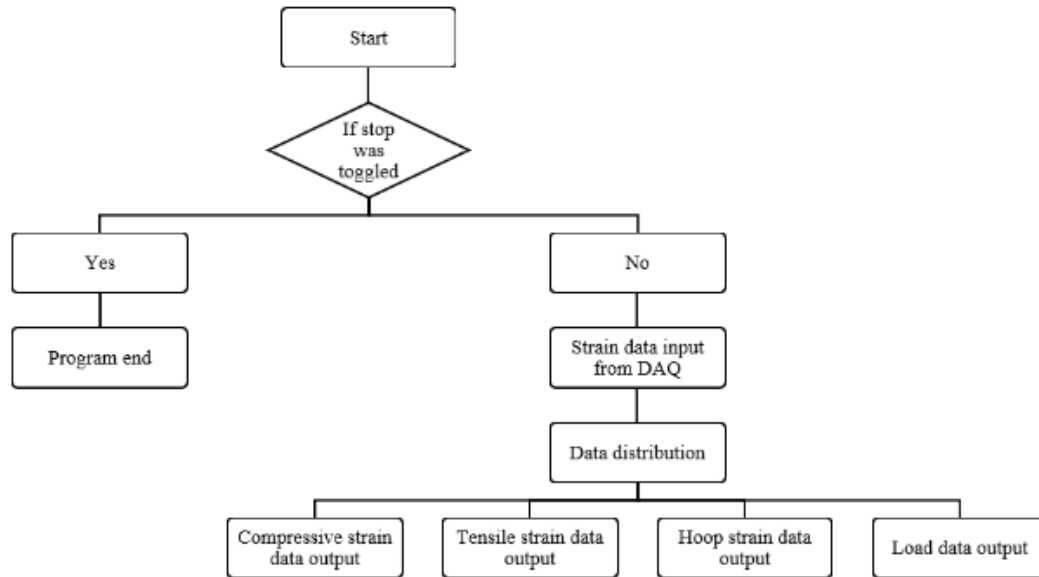 Start
If stop
was
toggled
Yes
No
Program end
Strain data input
from DAQ
Data distribution
Compressive strain
data output
Tensile strain data
output
Hoop strain data
output
Load data output